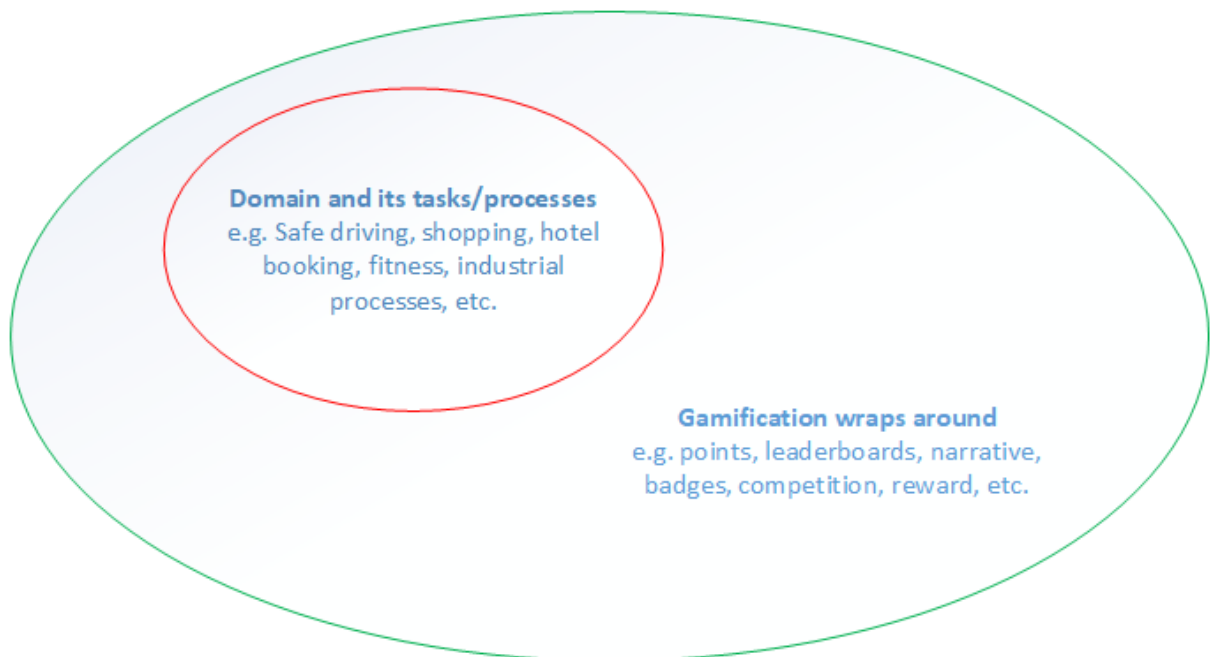 Domain and its tasks/processes
e.g. Safe driving, shopping, hotel
booking, fitness, industrial
processes, etc.
Gamification wraps around
e.g. points, leaderboards, narrative,
badges, competition, reward, etc.